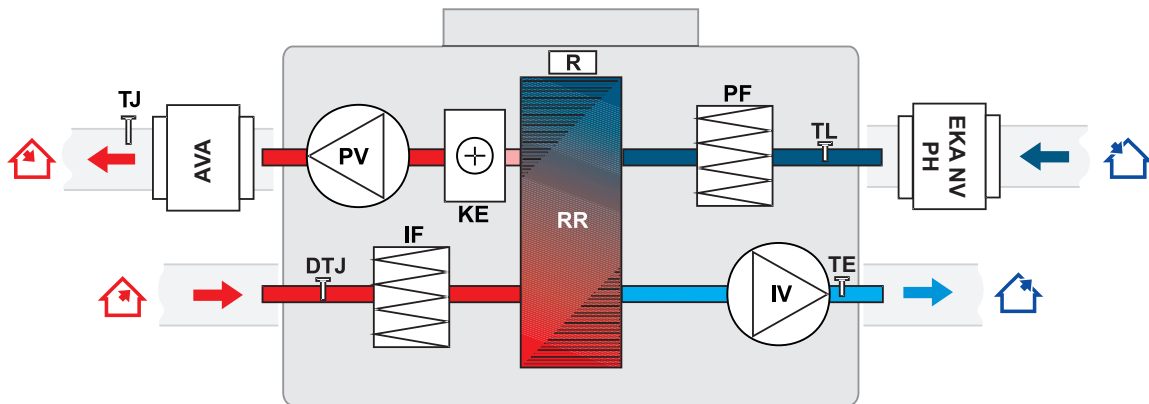 R
TJ
PF
TL
AVA
PV
KE
EKA NV
PH
RR
IF
DTJ
TE
IV